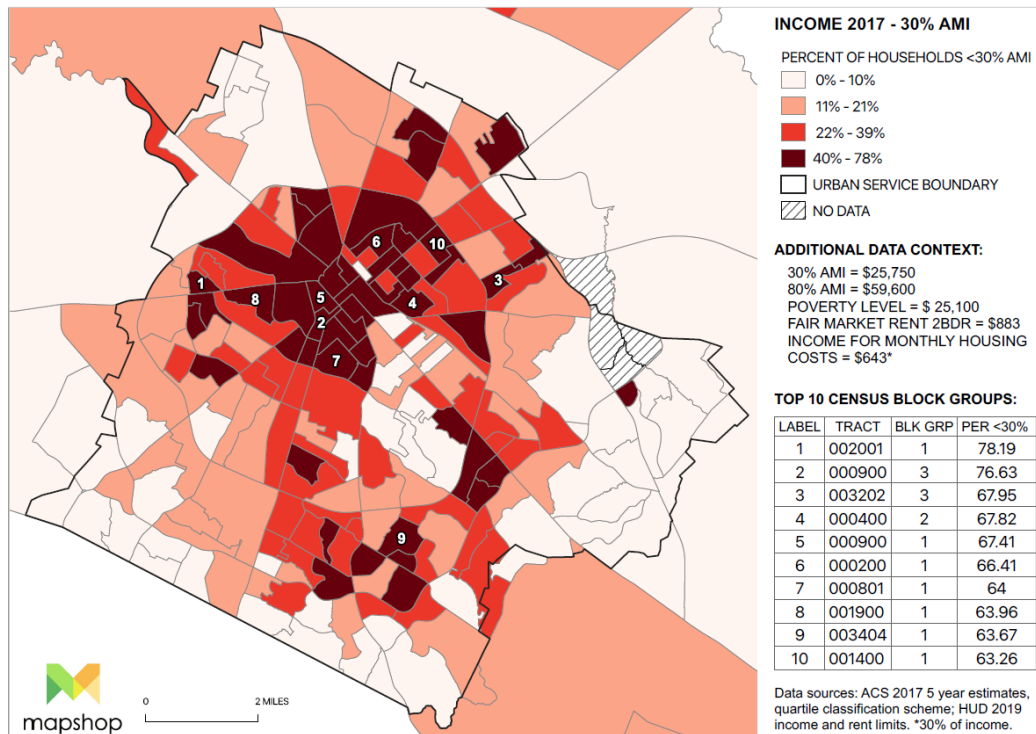 INCOME 2017 - 30% AMI
PERCENT OF HOUSEHOLDS <30% AMI
0% - 10%
11% - 21%
22% - 39%
40% - 78%
URBAN SERVICE BOUNDARY
NO DATA
ADDITIONAL DATA CONTEXT:
30% AMI = $25,750
80% AMI = $59,600
POVERTY LEVEL = $ 25,100
FAIR MARKET RENT 2BDR = $883
INCOME FOR MONTHLY HOUSING
COSTS = $643*
TOP 10 CENSUS BLOCK GROUPS:
LABEL TRACT BLK GRP PER <30%
1 002001 1 78.19
2 000900 3 76.63
3 003202 3 67.95
4 000400 2 67.82
5 000900 1 67.41
6 000200 1 66.41
7 000801 1 64
8 001900 1 63.96
9 003404 1 63.67
10 001400 1 63.26
Data sources: ACS 2017 5 year estimates,
quartile classification scheme; HUD 2019
income and rent limits. *30% of income.
6
10
1
3
8
5
4
2
7
9
mapshop
0
2 MILES